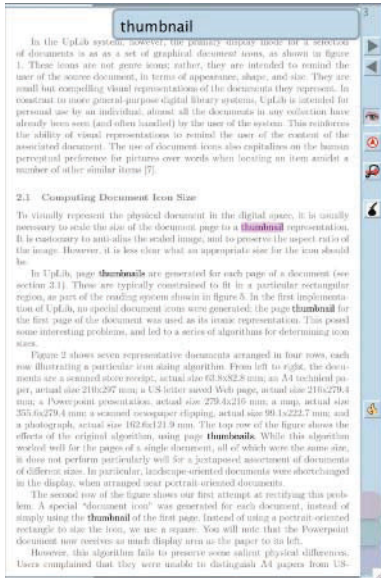 thumbnail
3
In the UpLib system, however, the primary display mode for a selection
of documents is as a set of graphical document icons, as shown in figure
1. These icons are not genre icons; rather, they are intended to remind the
user of the source document, in terms of appearance, shape, and size. They are
small but compelling visual representations of the documents they represent. In
constrast to more general-purpose digital library systems, UpLib is intended for
personal use by an individual, almost all the documents in any collection have
already been seen (and often handled) by the user of the system. This reinforces
the ability of visual representations to remind the user of the content of the
associated document. The use of document icons also capitalizes on the human
perceptual preference for pictures over words when locating an item amidst a
number of other similar items [7].
2.1 Computing Document Icon Size
To visually represent the physical document in the digital space, it is usually
necessary to scale the size of the document page to a thumbnail representation.
It is customary to anti-alias the scaled image, and to preserve the aspect ratio of
the image. However, it is less clear what an appropriate size for the icon should
be.
In UpLib, page thumbnails are generated for each page of a document (see
section 3.1). These are typically constrained to fit in a particular rectangular
region, as part of the reading system shown in figure 5. In the first implementa-
tion of UpLib, no special document icons were generated; the page thumbnail for
the first page of the document was used as its iconic representation. This posed
some interesting problems, and led to a series of algorithms for determining icon
sizes.
Figure 2 shows seven representative documents arranged in four rows, each
row illustrating a particular icon sizing algorithm. From left to right, the docu-
ments are a scanned store receipt, actual size 63.8x82.8 mm; an A4 technical pa-
per, actual size 210x297 mm; a US-letter saved Web page, actual size 216x279.4
mm; a Powerpoint presentation, actual size 279.4x216 mm; a map, actual size
355.6x279.4 mm; a scanned newspaper clipping, actual size 99.1x222.7 mm; and
a photograph, actual size 162.6x121.9 mm. The top row of the figure shows the
effects of the original algorithm, using page thumbnails. While this algorithm
worked well for the pages of a single document, all of which were the same size,
it does not perform particularly well for a juxtaposed assortment of documents
of different sizes. In particular, landscape-oriented documents were shortchanged
in the display, when arranged near portrait-oriented documents.
The second row of the figure shows our first attempt at rectifying this prob-
lem. A special "document icon" was generated for each document, instead of
simply using the thumbnail of the first page. Instead of using a portrait-oriented
rectangle to size the icon, we use a square. You will note that the Powerpoint
document now receives as much display area as the paper to its left.
However, this algorithm fails to preserve some salient physical differences.
Users complained that they were unable to distinguish A4 papers from US-